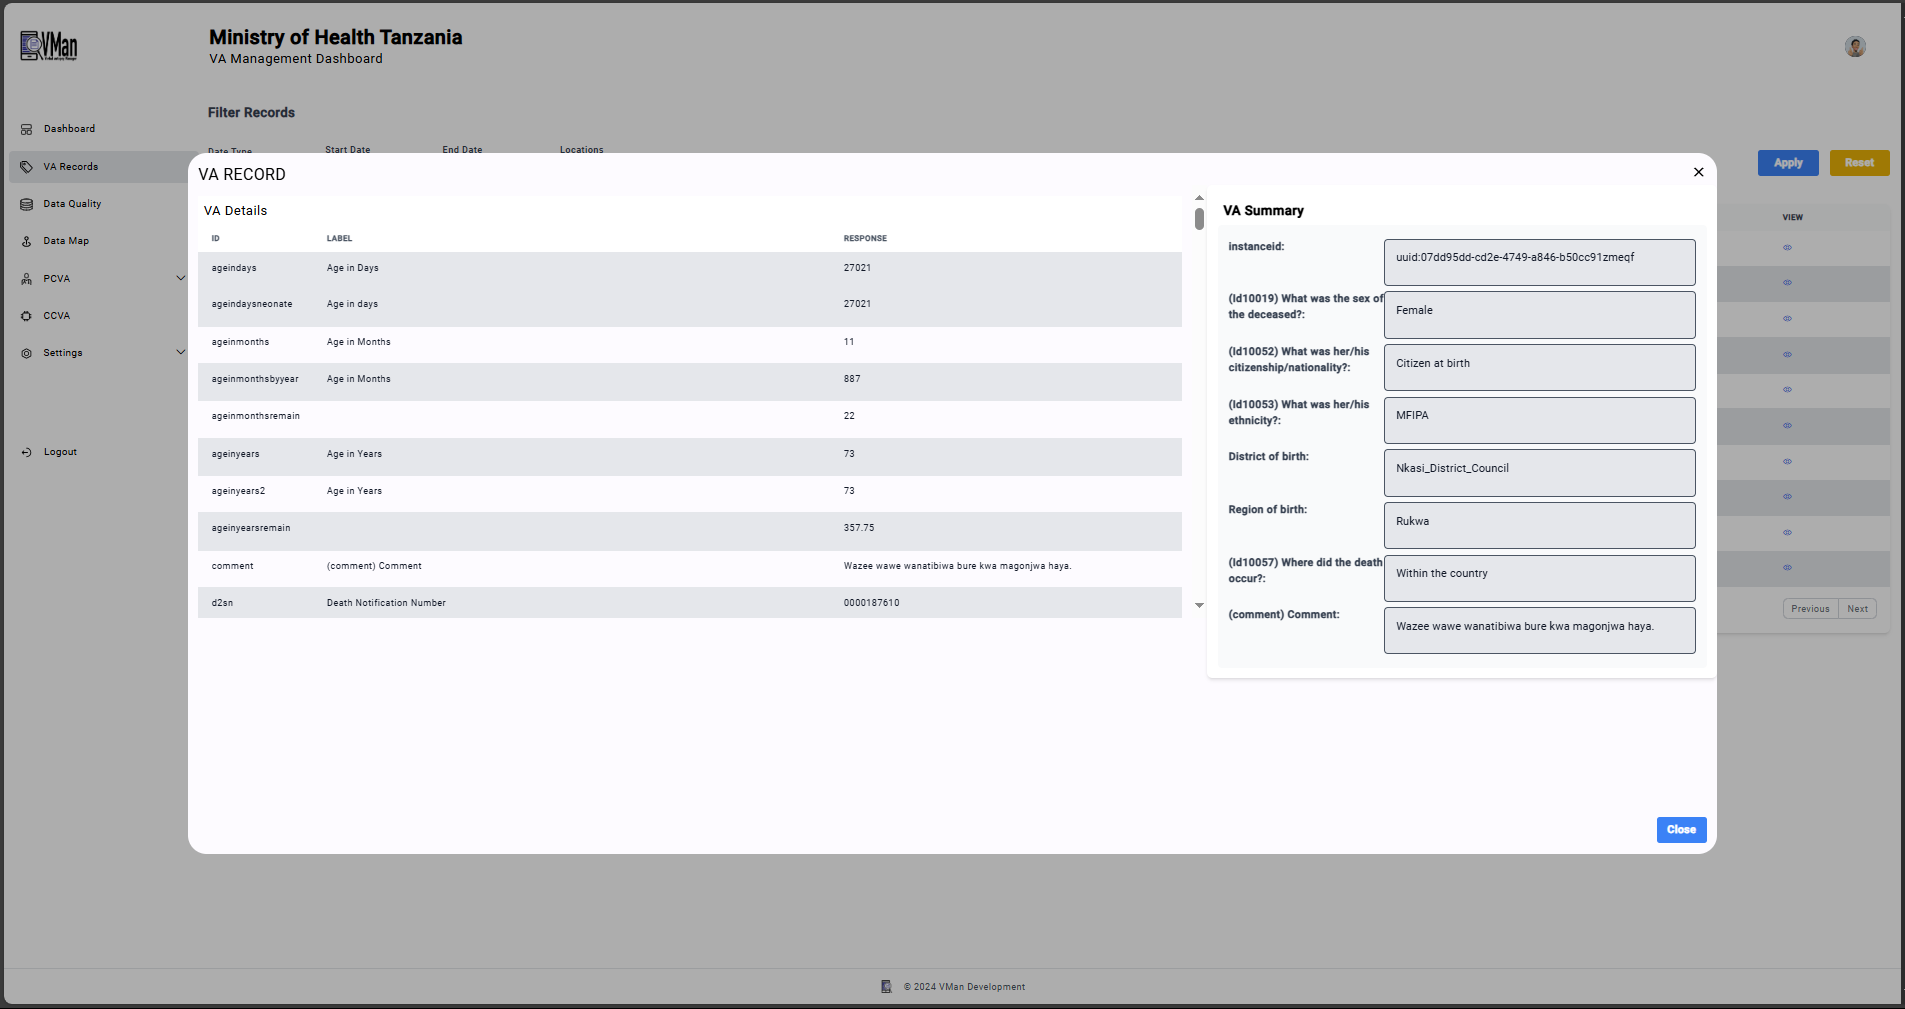 VMan
Ministry of Health Tanzania
VA Management Dashboard
Dashboard
VA Records
Data Quality
Data Map
PCVA
CCVA
Settings
Logout
Filter Records
Date Type Start Date End Date Locations
Apply Reset
VIEW
Previous Next
VA RECORD
VA Details
ID LABEL RESPONSE
ageindays Age in Days 27021
ageindaysneonate Age in days 27021
ageinmonths Age in Months 11
ageinmonthsbyyear Age in Months 887
ageinmonthsremain 22
ageinyears Age in Years 73
ageinyears2 Age in Years 73
ageinyearsremain 357.75
comment (comment) Comment Wazee wawe wanatibiwa bure kwa magonjwa haya.
d2sn Death Notification Number 0000187610
VA Summary
instanceid: uuid:07dd95dd-cd2e-4749-a846-b50cc91zmeqf
(Id10019) What was the sex of
the deceased?: Female
(Id10052) What was her/his
citizenship/nationality?: Citizen at birth
(Id10053) What was her/his
ethnicity?: MFIPA
District of birth: Nkasi_District_Council
Region of birth: Rukwa
(Id10057) Where did the death
occur?: Within the country
(comment) Comment: Wazee wawe wanatibiwa bure kwa magonjwa haya.
Close
© 2024 VMan Development